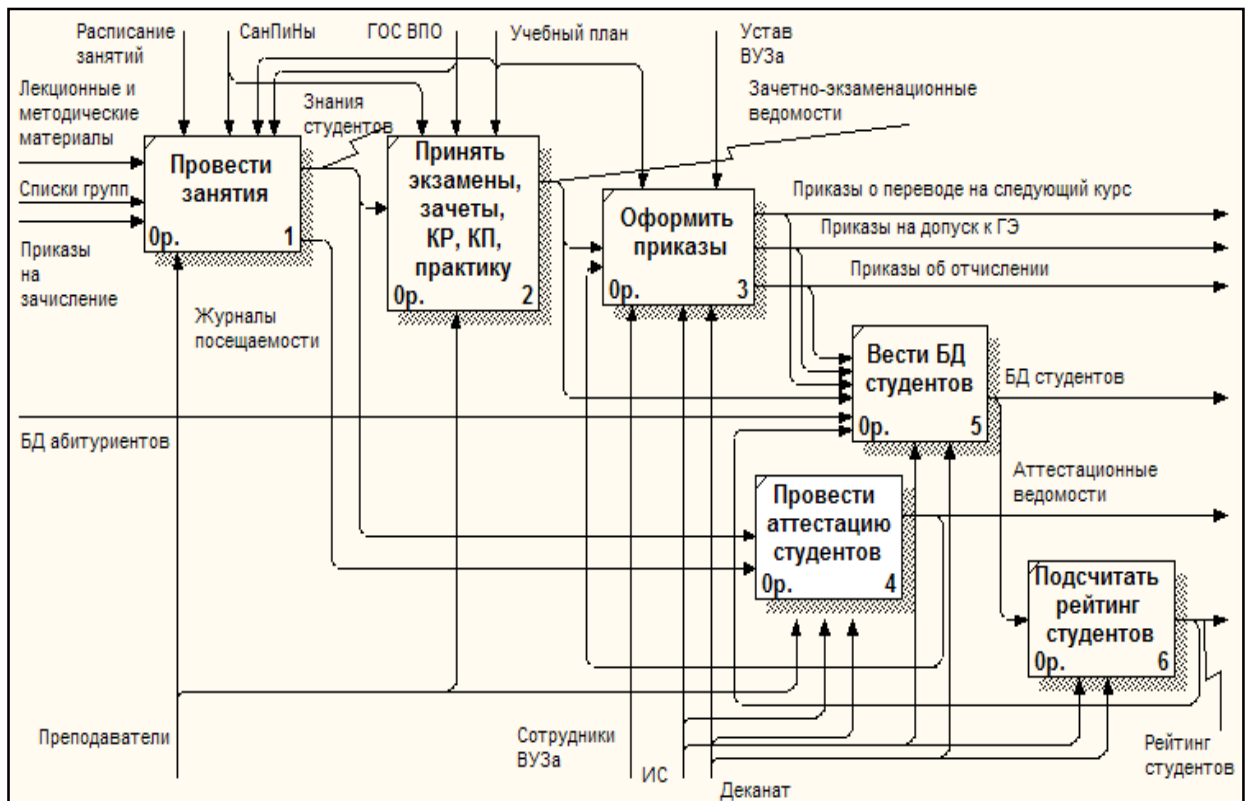 Расписание
занятий
СанПиНы
ГОС ВПО
Учебный план
Устав
ВУЗа
Лекционные и
методические
материалы
Знания
студентов
Зачетно-экзаменационные
ведомости
Списки групп
Приказы
на
зачисление
Провести
занятия
0р. 1
Принять
экзамены,
зачеты,
КР, КП,
практику
0р. 2
Оформить
приказы
0р. 3
Приказы о переводе на следующий курс
Приказы на допуск к ГЭ
Приказы об отчислении
Журналы
посещаемости
Вести БД
студентов
0р. 5
БД студентов
БД абитуриентов
Провести
аттестацию
студентов
0р. 4
Аттестационные
ведомости
Подсчитать
рейтинг
студентов
0р. 6
Преподаватели
Сотрудники
ВУЗа
ИС
Деканат
Рейтинг
студентов